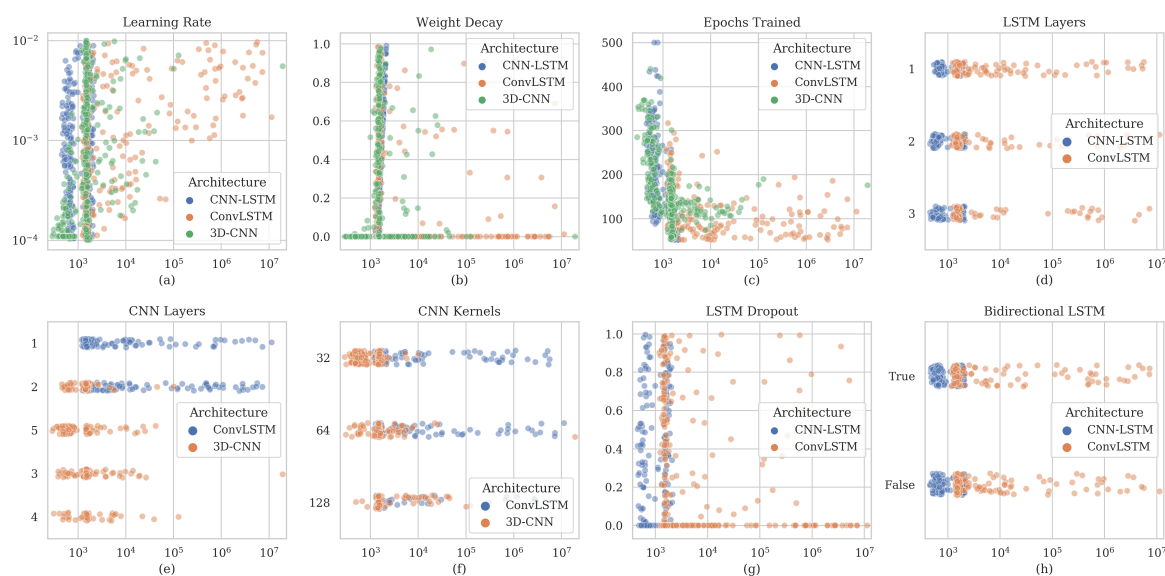 Learning Rate
10⁻²
10⁻³
10⁻⁴
Architecture
CNN-LSTM
ConvLSTM
3D-CNN
10³ 10⁴ 10⁵ 10⁶ 10⁷
(a)
Weight Decay
1.0
0.8
0.6
0.4
0.2
0.0
Architecture
CNN-LSTM
ConvLSTM
3D-CNN
10³ 10⁴ 10⁵ 10⁶ 10⁷
(b)
Epochs Trained
500
400
300
200
100
Architecture
CNN-LSTM
ConvLSTM
3D-CNN
10³ 10⁴ 10⁵ 10⁶ 10⁷
(c)
LSTM Layers
1
2
3
Architecture
CNN-LSTM
ConvLSTM
10³ 10⁴ 10⁵ 10⁶ 10⁷
(d)
CNN Layers
1
2
5
3
4
Architecture
ConvLSTM
3D-CNN
10³ 10⁴ 10⁵ 10⁶ 10⁷
(e)
CNN Kernels
32
64
128
Architecture
ConvLSTM
3D-CNN
10³ 10⁴ 10⁵ 10⁶ 10⁷
(f)
LSTM Dropout
1.0
0.8
0.6
0.4
0.2
0.0
Architecture
CNN-LSTM
ConvLSTM
10³ 10⁴ 10⁵ 10⁶ 10⁷
(g)
Bidirectional LSTM
True
False
Architecture
CNN-LSTM
ConvLSTM
10³ 10⁴ 10⁵ 10⁶ 10⁷
(h)